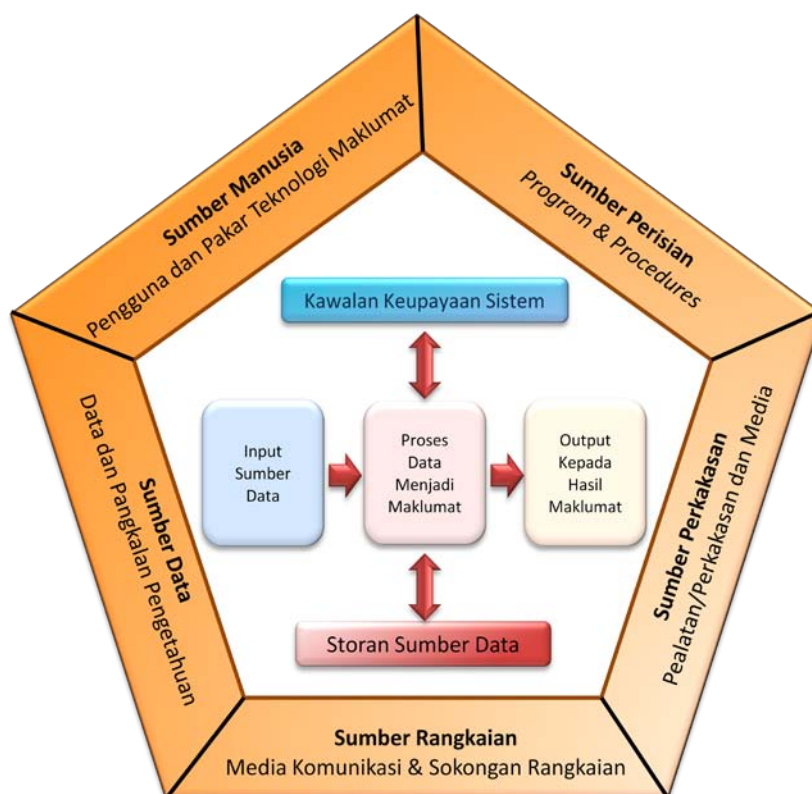 Sumber Manusia
Pengguna dan Pakar Teknologi Maklumat
Sumber Perisian
Program & Procedures
Kawalan Keupayaan Sistem
Input
Sumber
Data
Proses
Data
Menjadi
Maklumat
Output
Kepada
Hasil
Maklumat
Storan Sumber Data
Sumber Data
Data dan Pangkalan Pengetahuan
Sumber Perkakasan
Pealatan/Perkakasan dan Media
Sumber Rangkaian
Media Komunikasi & Sokongan Rangkaian